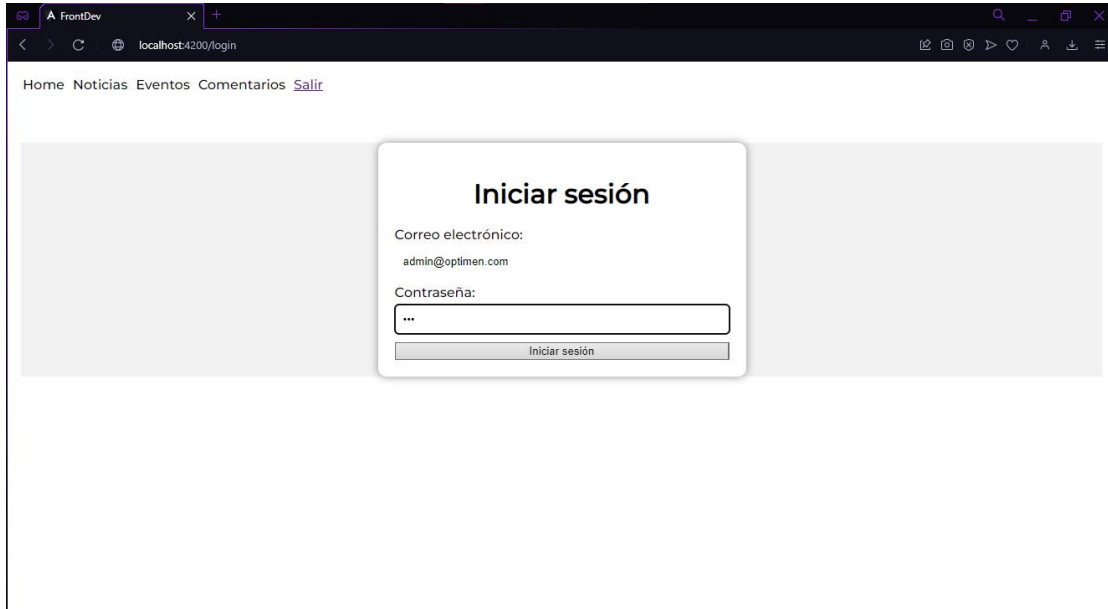 FrontDev
localhost:4200/login
Home Noticias Eventos Comentarios Salir
Iniciar sesión
Correo electrónico:
admin@optimen.com
Contraseña:
•••
Iniciar sesión